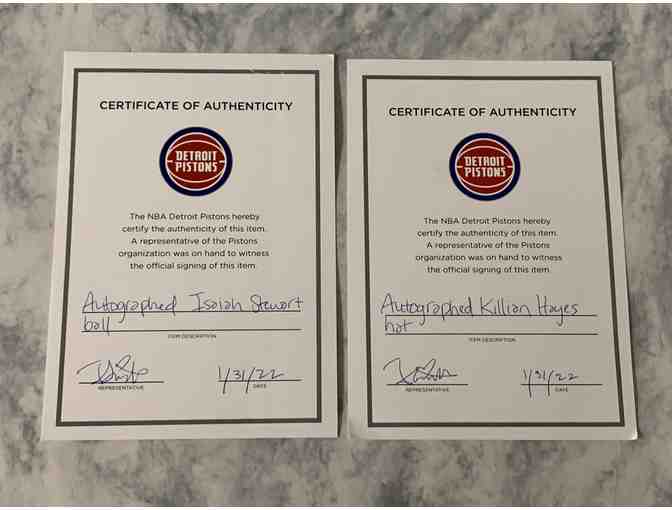 CERTIFICATE OF AUTHENTICITY
DETROIT
PISTONS
The NBA Detroit Pistons hereby
certify the authenticity of this item.
A representative of the Pistons
organization was on hand to witness
the official signing of this item.
Autographed Isaiah Stewart
ball
ITEM DESCRIPTION
1/31/22
REPRESENTATIVE
DATE
CERTIFICATE OF AUTHENTICITY
DETROIT
PISTONS
The NBA Detroit Pistons hereby
certify the authenticity of this item.
A representative of the Pistons
organization was on hand to witness
the official signing of this item.
Autographed Killian Hayes
hat
ITEM DESCRIPTION
1/31/22
REPRESENTATIVE
DATE